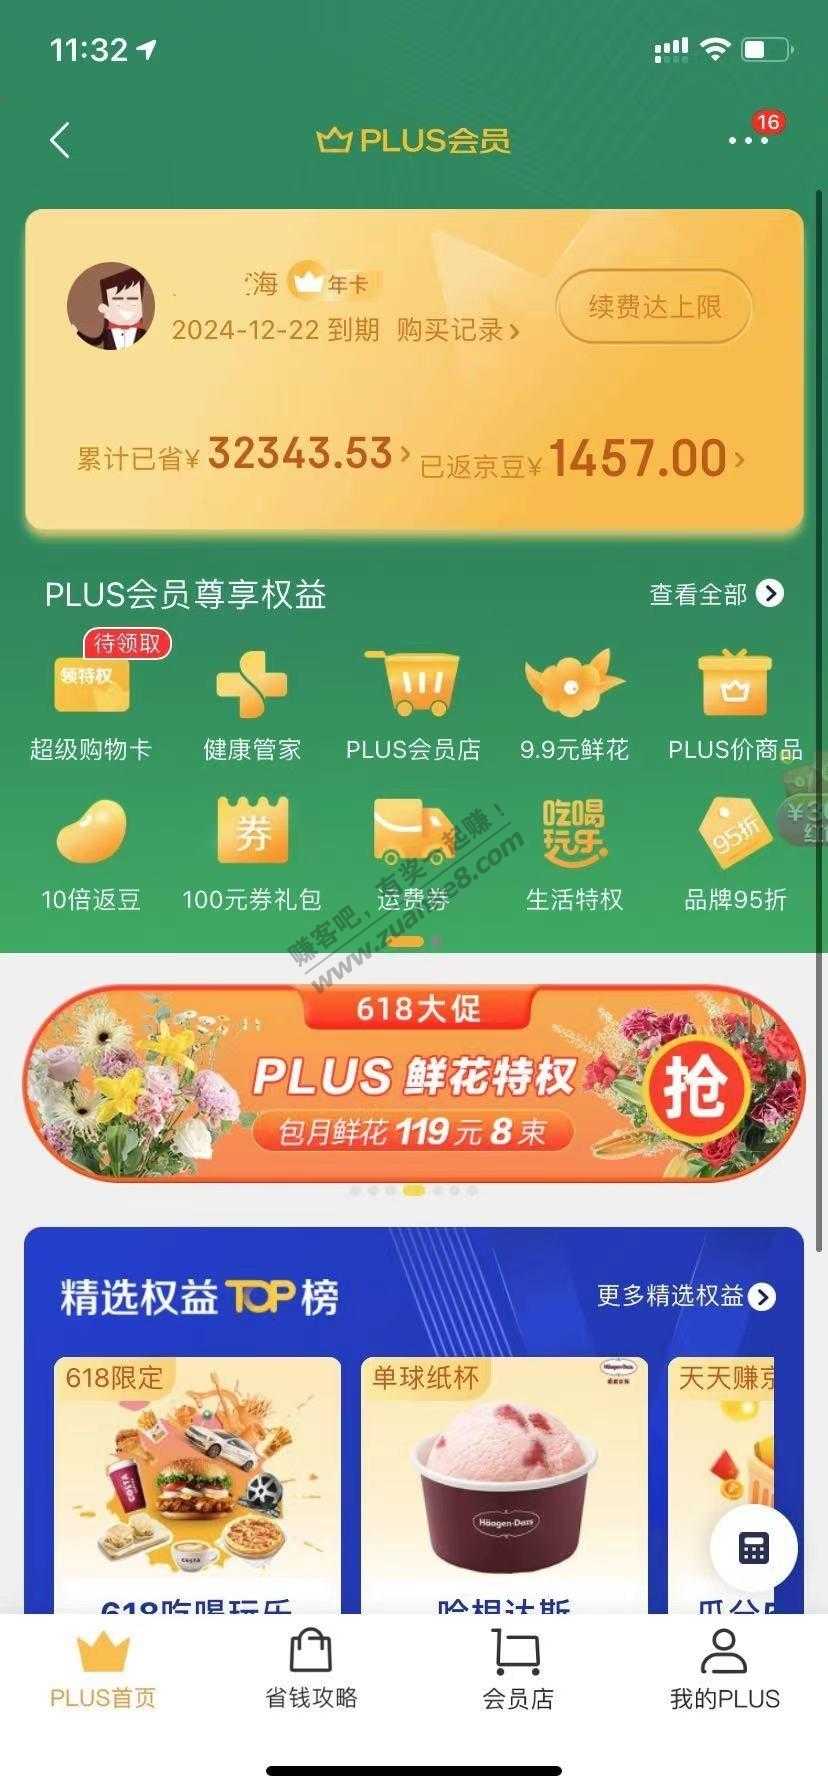 11:32
PLUS会员
16
海 年卡
续费达上限
2024-12-22 到期 购买记录
累计已省¥ 32343.53 已返京豆¥ 1457.00
PLUS会员尊享权益 查看全部
待领取
领特权
超级购物卡 健康管家 PLUS会员店 9.9元鲜花 PLUS价商品
券 吃喝玩乐 95折
10倍返豆 100元券礼包 运费券 生活特权 品牌95折
赚客吧，有奖一起赚！
www.zuanke8.com
618大促
PLUS 鲜花特权
抢
包月鲜花 119 元 8 束
精选权益 TOP 榜 更多精选权益
618限定 单球纸杯 天天赚京
COSTA
Häagen-Dazs
618吃喝玩乐 哈根达斯 瓜分
PLUS首页 省钱攻略 会员店 我的PLUS